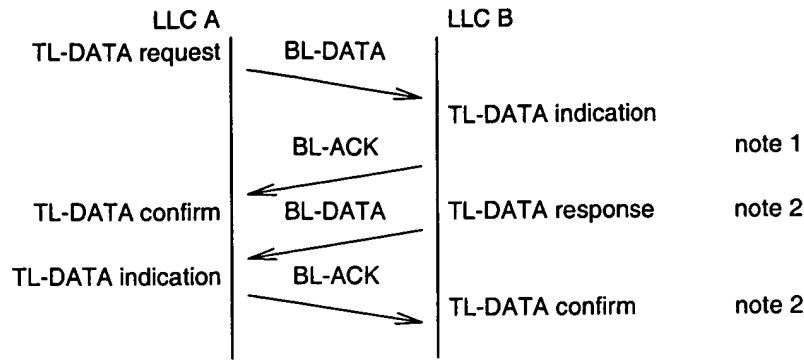 LLC A LLC B
TL-DATA request BL-DATA
TL-DATA indication
BL-ACK note 1
TL-DATA confirm BL-DATA TL-DATA response note 2
TL-DATA indication BL-ACK
TL-DATA confirm note 2